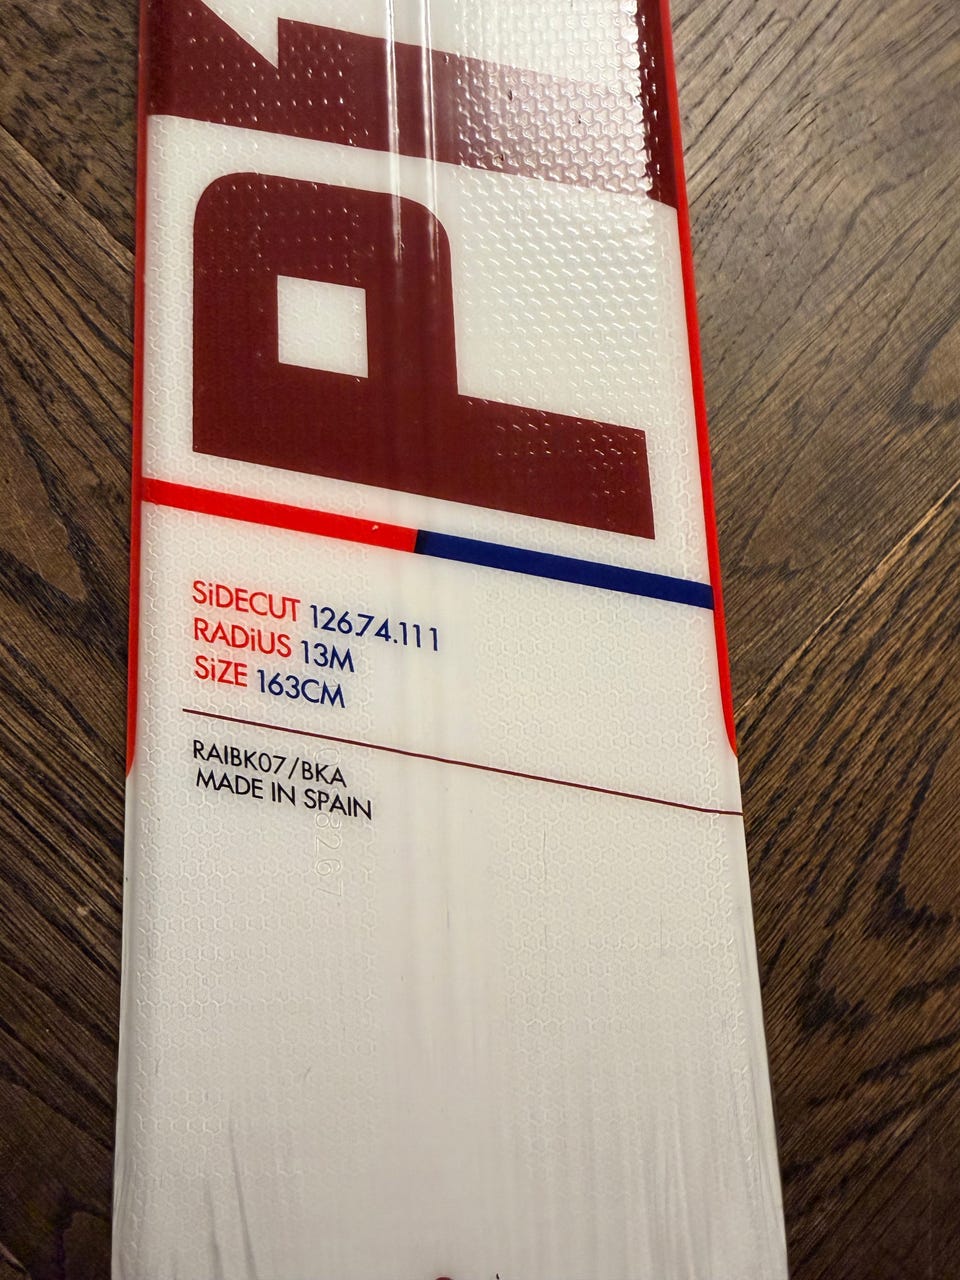 SiDECUT 126.74.111
RADiUS 13M
SiZE 163CM
RAIBK07/BKA
MADE IN SPAIN